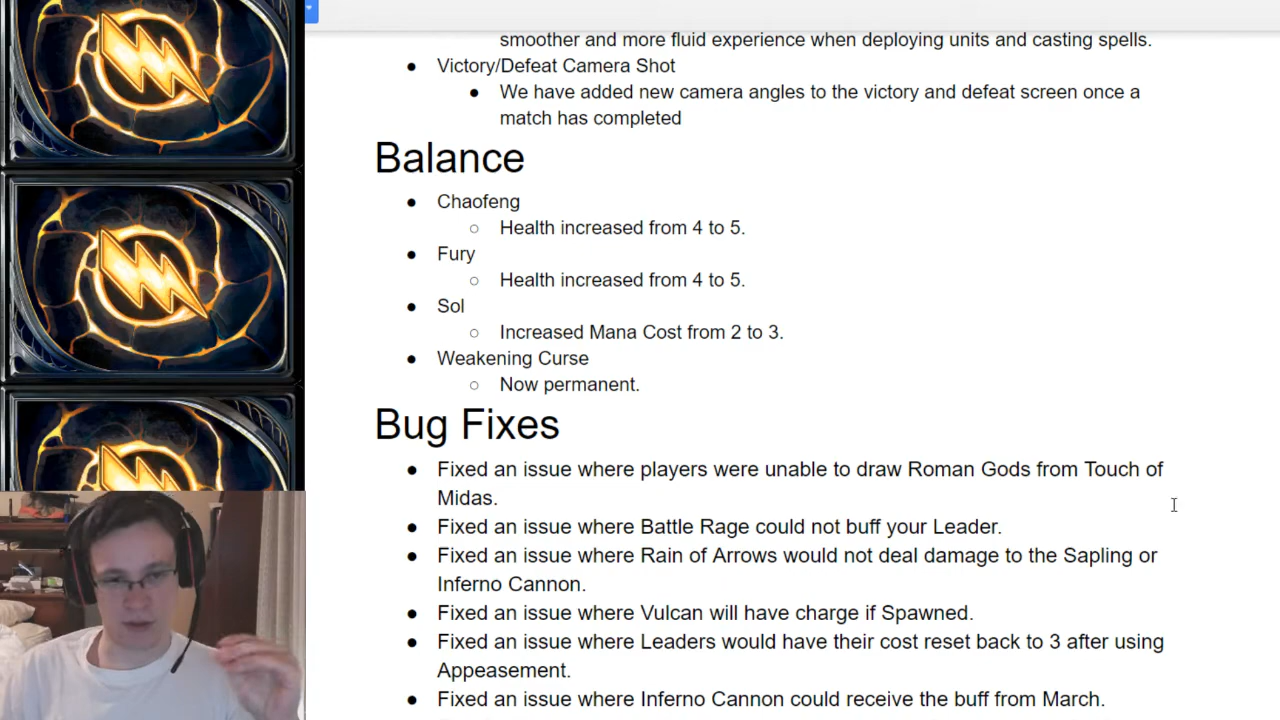 smoother and more fluid experience when deploying units and casting spells.
Victory/Defeat Camera Shot
We have added new camera angles to the victory and defeat screen once a
match has completed
Balance
Chaofeng
Health increased from 4 to 5.
Fury
Health increased from 4 to 5.
Sol
Increased Mana Cost from 2 to 3.
Weakening Curse
Now permanent.
Bug Fixes
Fixed an issue where players were unable to draw Roman Gods from Touch of
Midas.
Fixed an issue where Battle Rage could not buff your Leader.
Fixed an issue where Rain of Arrows would not deal damage to the Sapling or
Inferno Cannon.
Fixed an issue where Vulcan will have charge if Spawned.
Fixed an issue where Leaders would have their cost reset back to 3 after using
Appeasement.
Fixed an issue where Inferno Cannon could receive the buff from March.